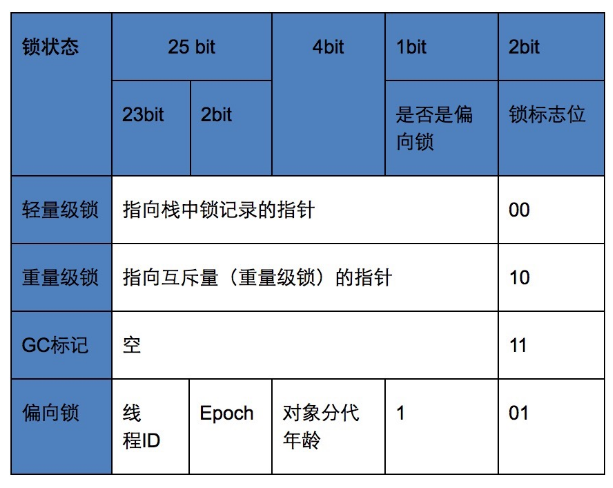 锁状态 25 bit 4bit 1bit 2bit
23bit 2bit 是否是偏
向锁 锁标志位
轻量级锁 指向栈中锁记录的指针 00
重量级锁 指向互斥量（重量级锁）的指针 10
GC标记 空 11
偏向锁 线 Epoch 对象分代 1 01
程ID 年龄